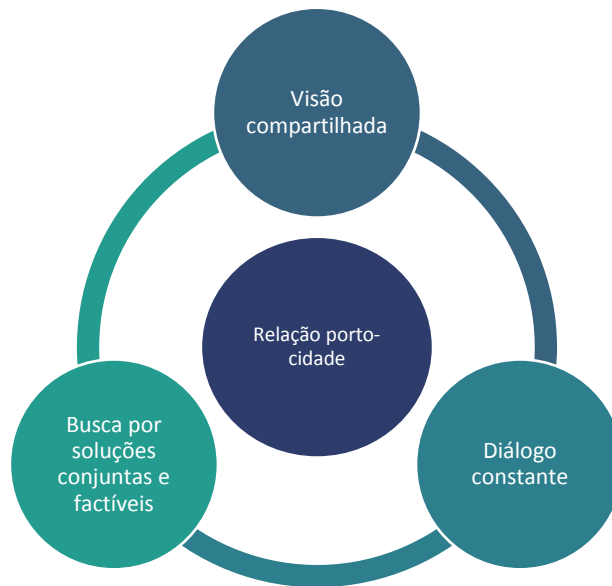 Visão
compartilhada
Relação porto-
cidade
Busca por
soluções
conjuntas e
factíveis
Diálogo
constante